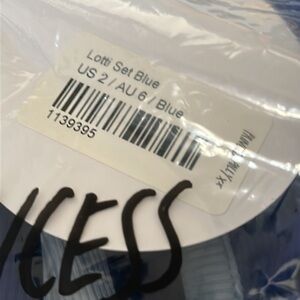 Lotti Set Blue
US 2 / AU 6 / Blue
1139395
ICESS